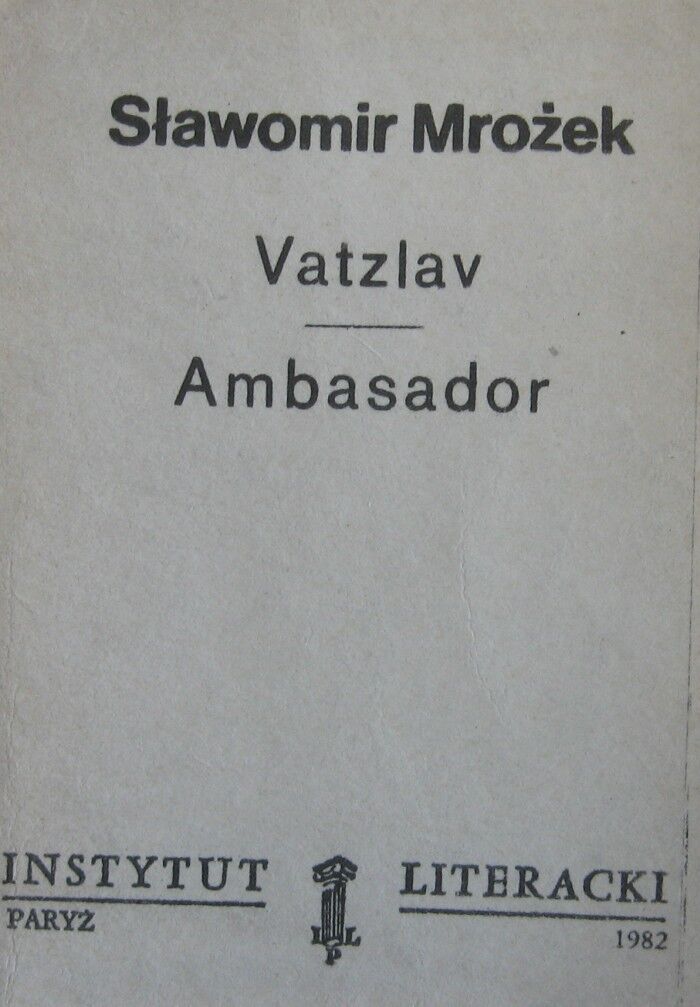 Sławomir Mrożek
Vatzlav
Ambasador
INSTYTUT LITERACKI
PARYŻ 1982
I L
P